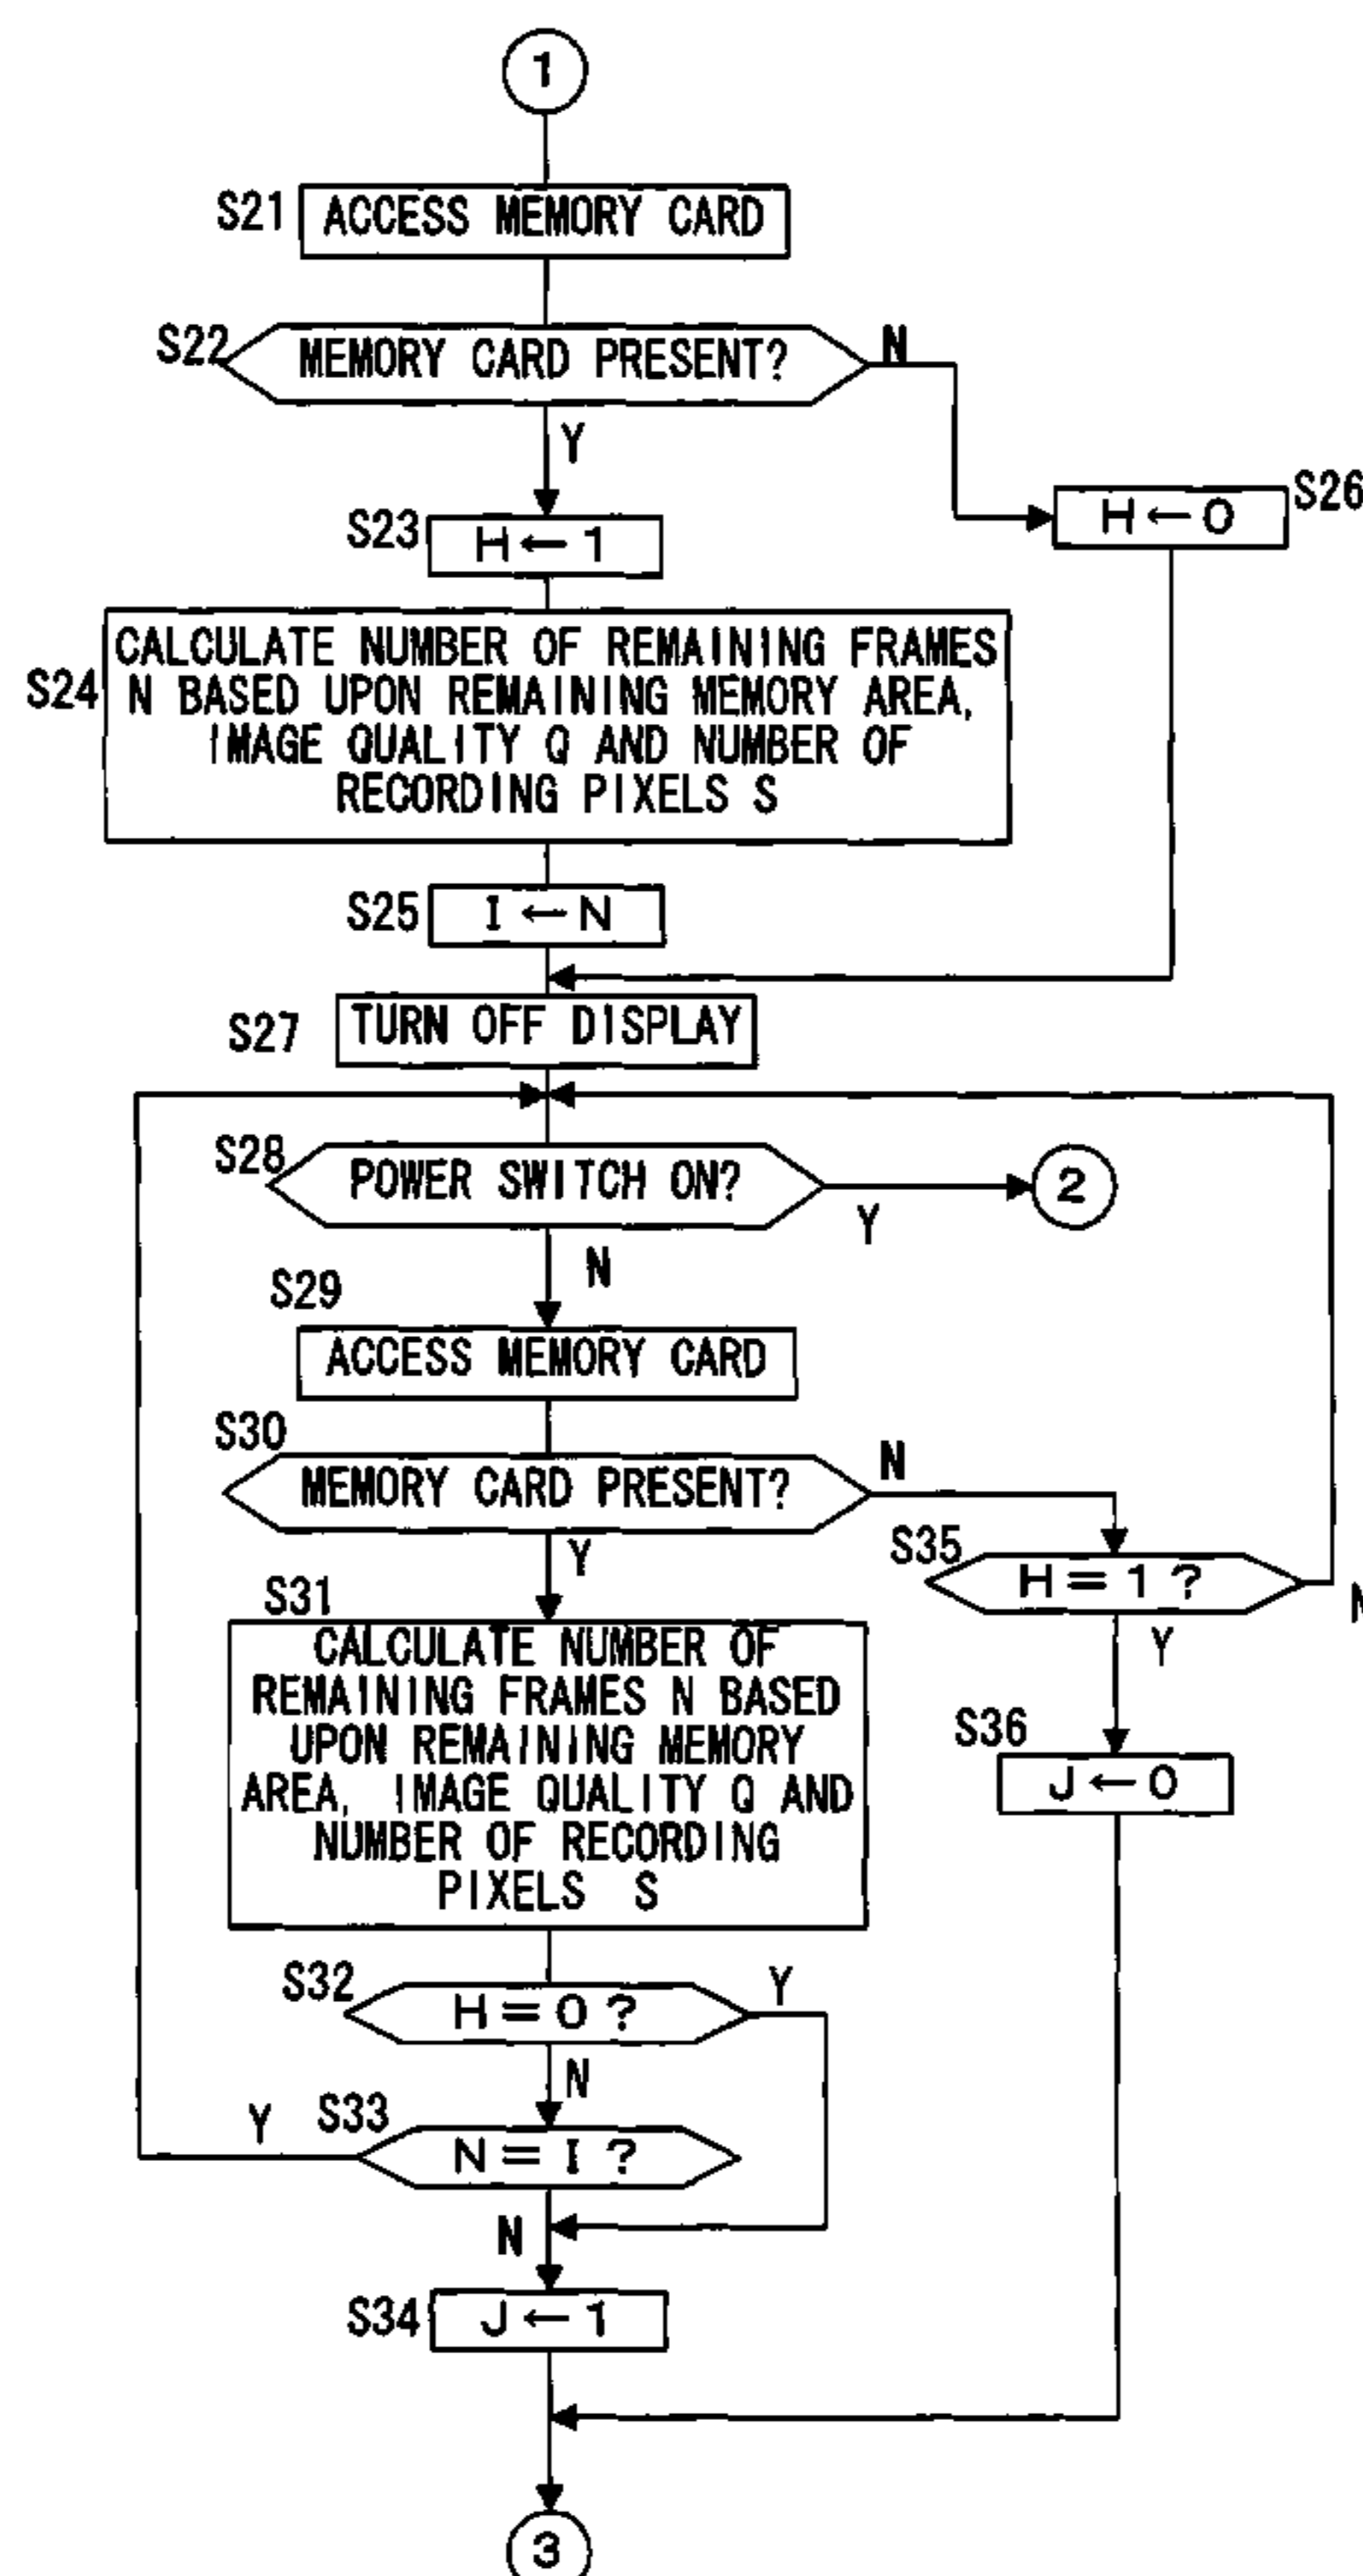 1
S21 ACCESS MEMORY CARD
S22 MEMORY CARD PRESENT? N
Y
S23 H←1
H←0 S26
S24
CALCULATE NUMBER OF REMAINING FRAMES
N BASED UPON REMAINING MEMORY AREA,
IMAGE QUALITY Q AND NUMBER OF
RECORDING PIXELS S
S25 I←N
S27 TURN OFF DISPLAY
S28 POWER SWITCH ON? Y 2
N
S29
ACCESS MEMORY CARD
S30
MEMORY CARD PRESENT? N
Y
S35 H=1? N
Y
S36
J←0
S31
CALCULATE NUMBER OF
REMAINING FRAMES N BASED
UPON REMAINING MEMORY
AREA, IMAGE QUALITY Q AND
NUMBER OF RECORDING
PIXELS S
S32 H=0? Y
N
Y S33 N=I?
N
S34 J←1
3